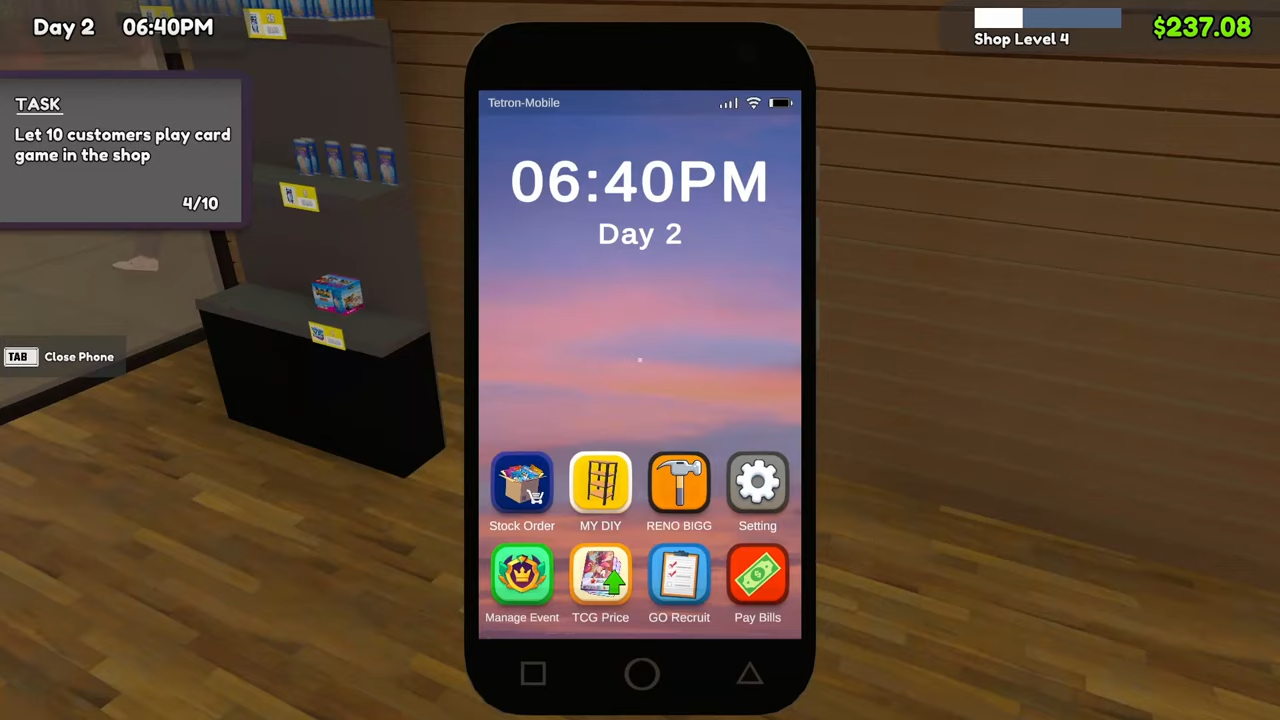 Day 2 06:40PM
Shop Level 4
$237.08
TASK
Let 10 customers play card
game in the shop
4/10
TAB Close Phone
Tetron-Mobile
06:40PM
Day 2
Stock Order MY DIY RENO BIGG Setting
Manage Event TCG Price GO Recruit Pay Bills